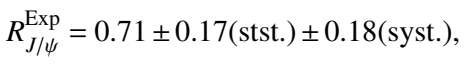 R^{Exp}_{J/ψ} = 0.71 ± 0.17(stst.) ± 0.18(syst.),